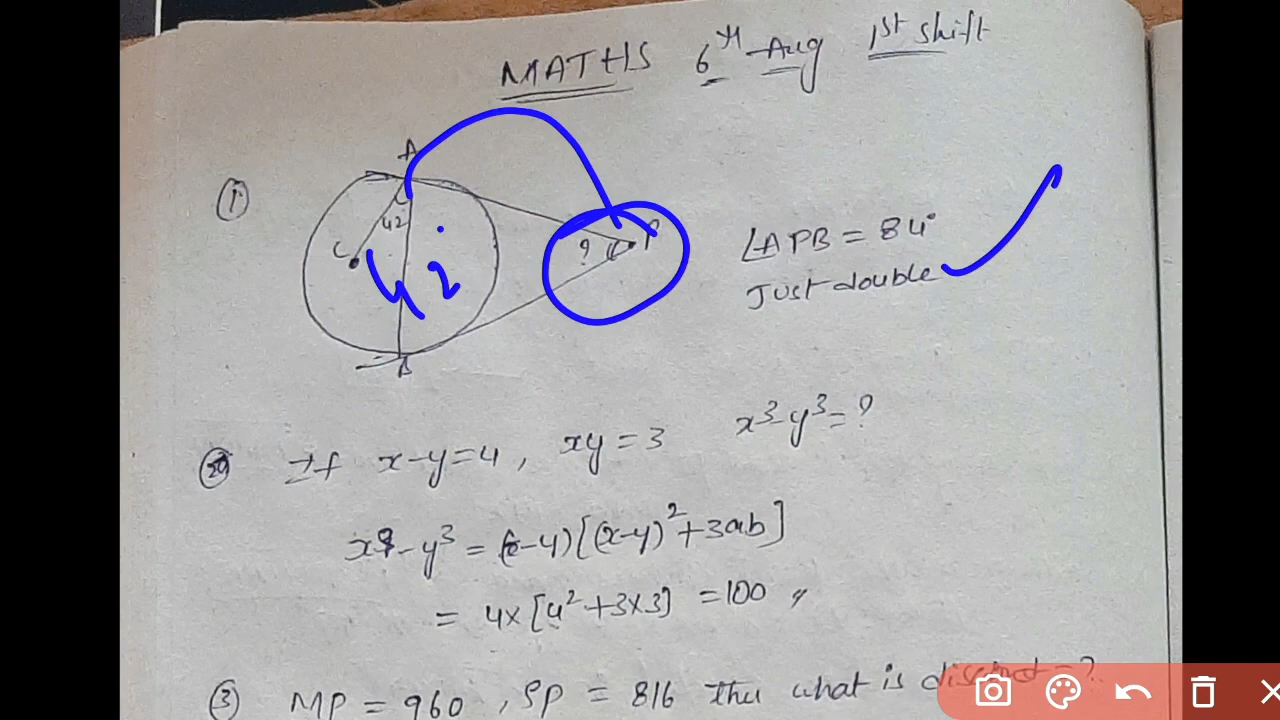 MATHS 6th Aug 1st shift
①
A
42
C
? P
B
42
∠APB = 84°
Just double
② If x-y=4, xy=3 x³-y³=?
x³-y³ = (x-y)[(x-y)²+3ab]
= 4×[4²+3×3] =100
③ MP = 960, SP = 816 then what is discount = ?